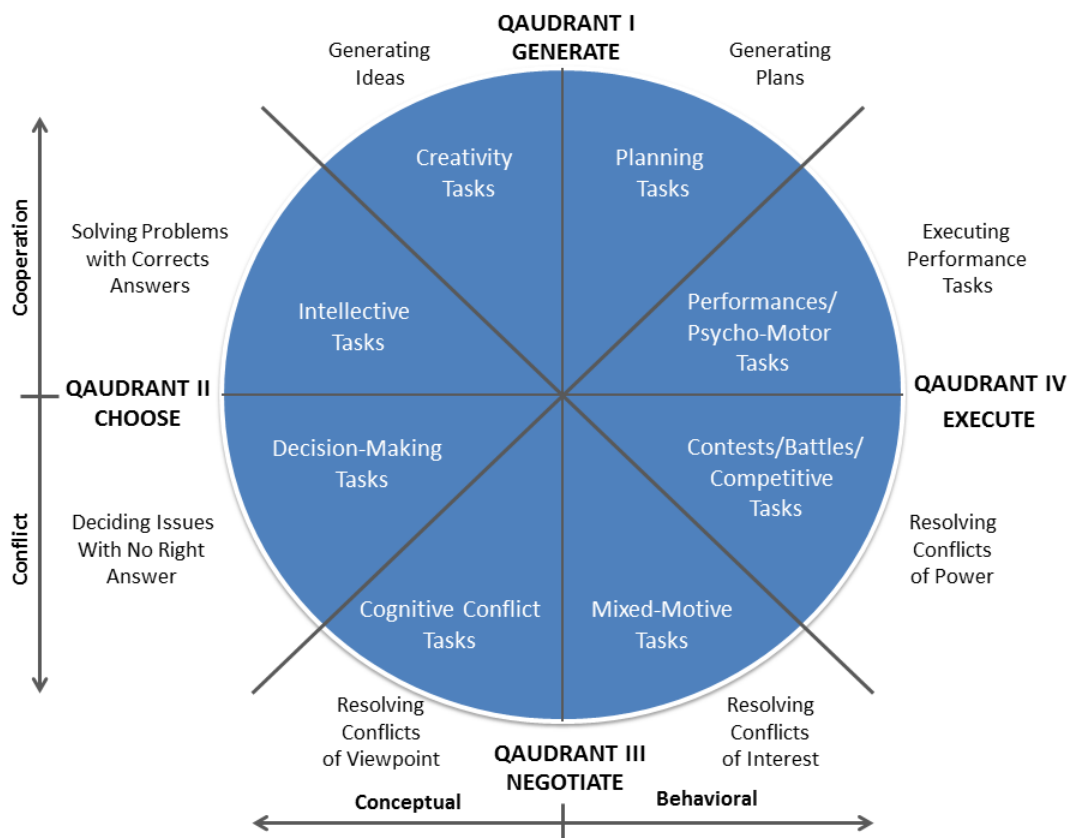 QAUDRANT I
GENERATE
Generating
Ideas
Generating
Plans
Creativity
Tasks
Planning
Tasks
Cooperation
Solving Problems
with Corrects
Answers
Executing
Performance
Tasks
Intellective
Tasks
Performances/
Psycho-Motor
Tasks
QAUDRANT II
CHOOSE
QAUDRANT IV
EXECUTE
Decision-Making
Tasks
Contests/Battles/
Competitive
Tasks
Conflict
Deciding Issues
With No Right
Answer
Resolving
Conflicts
of Power
Cognitive Conflict
Tasks
Mixed-Motive
Tasks
Resolving
Conflicts
of Viewpoint
Resolving
Conflicts
of Interest
QAUDRANT III
NEGOTIATE
Conceptual
Behavioral